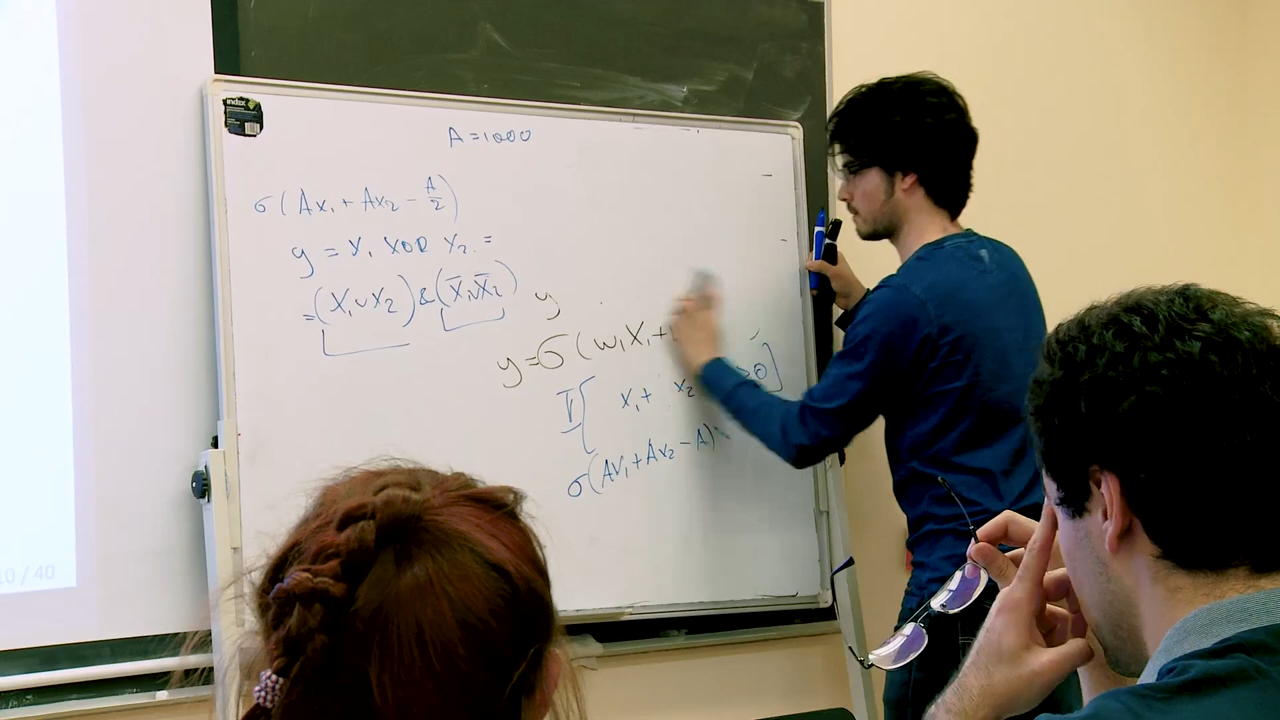 index
A = 1000
σ(Ax₁ + Ax₂ - A/2)
y = x₁ XOR x₂ =
= (x₁ ∨ x₂) & (x̅₁ ∨ x̅₂)
y
y = σ(w₁x₁ +
I[ x₁ + x₂ >0]
σ(Ax₁ + Ax₂ - A)
10 / 40